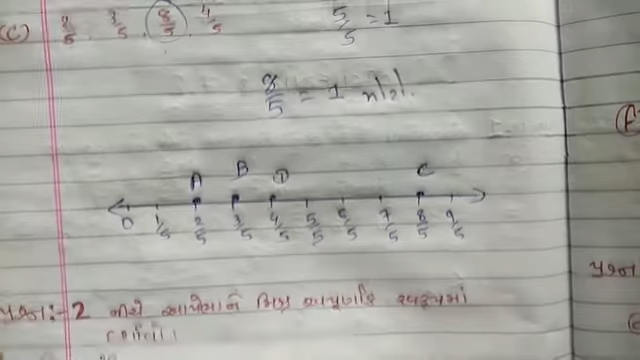 (C) 2/5, 3/5, 8/5, 4/5 5/5 = 1
8/5 = 1
A B D C
0 1/5 2/5 3/5 4/5 5/5 6/5 7/5 8/5 9/5
પ્રશ્ન:- 2 નીચે મિશ્ર અપૂર્ણાંક સ્વરૂપમાં
પ્રશ્ન